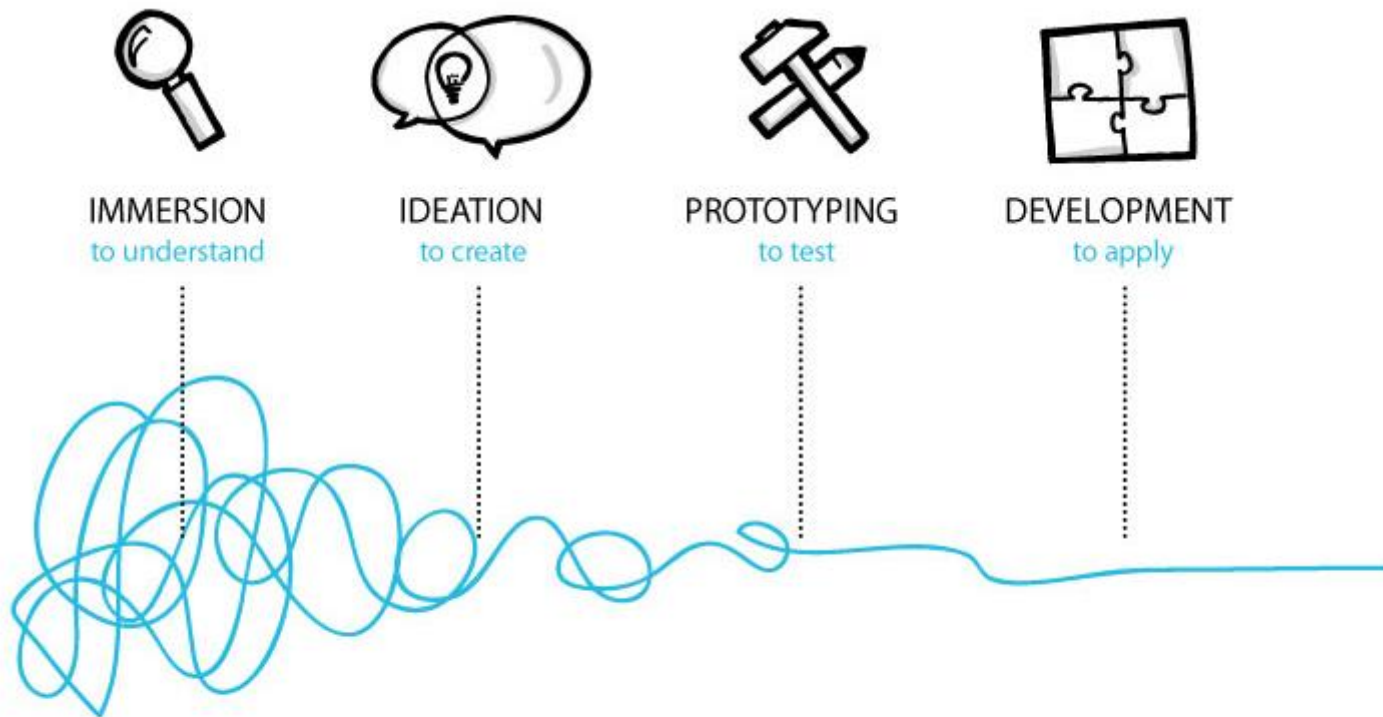 IMMERSION
to understand
IDEATION
to create
PROTOTYPING
to test
DEVELOPMENT
to apply